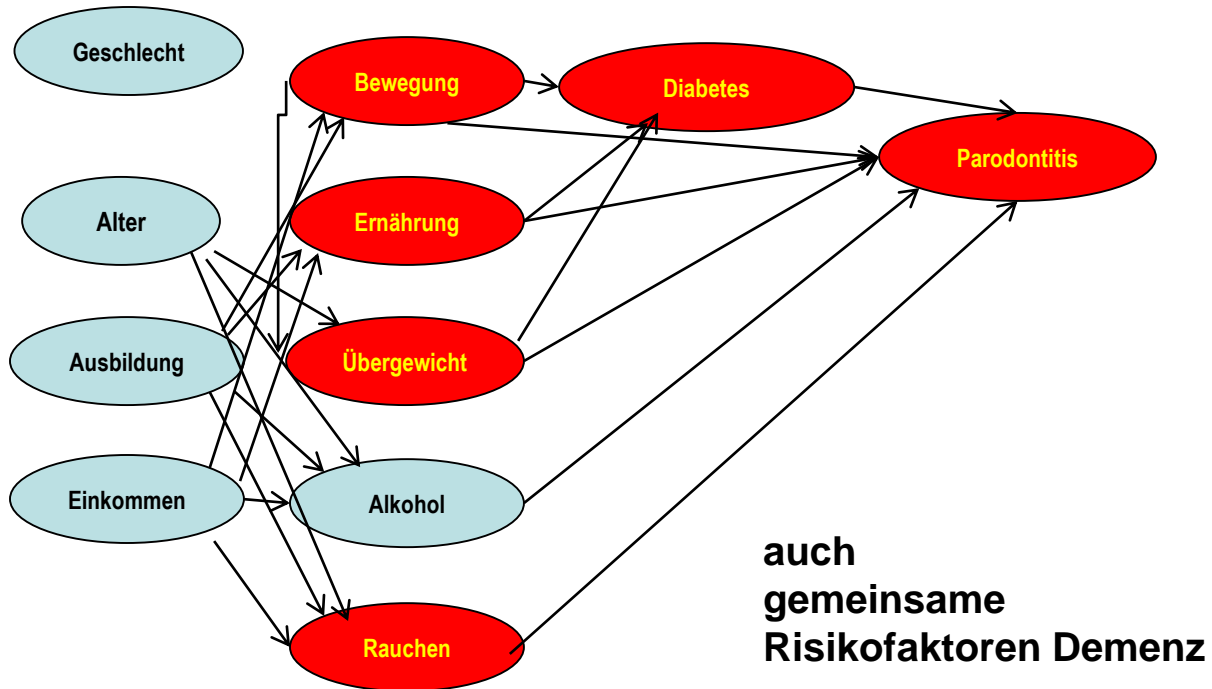 Geschlecht
Bewegung
Diabetes
Parodontitis
Alter
Ernährung
Ausbildung
Übergewicht
Einkommen
Alkohol
Rauchen
auch
gemeinsame
Risikofaktoren Demenz